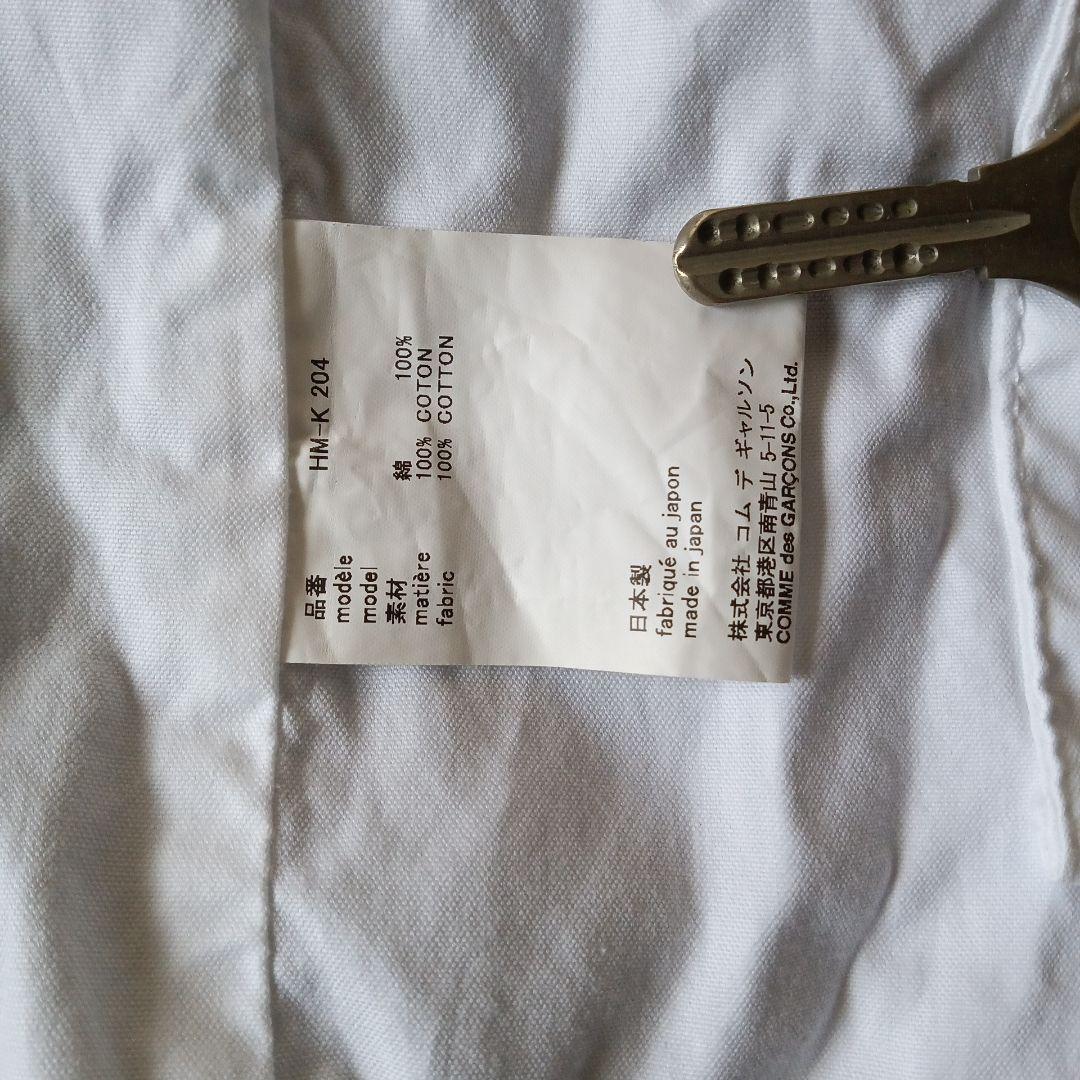 品番 HM-K 204
modèle
model
素材 綿 100%
matière 100% COTON
fabric 100% COTTON
日本製
fabriqué au japon
made in japan
株式会社 コム デ ギャルソン
東京都港区南青山 5-11-5
COMME des GARÇONS Co.,Ltd.